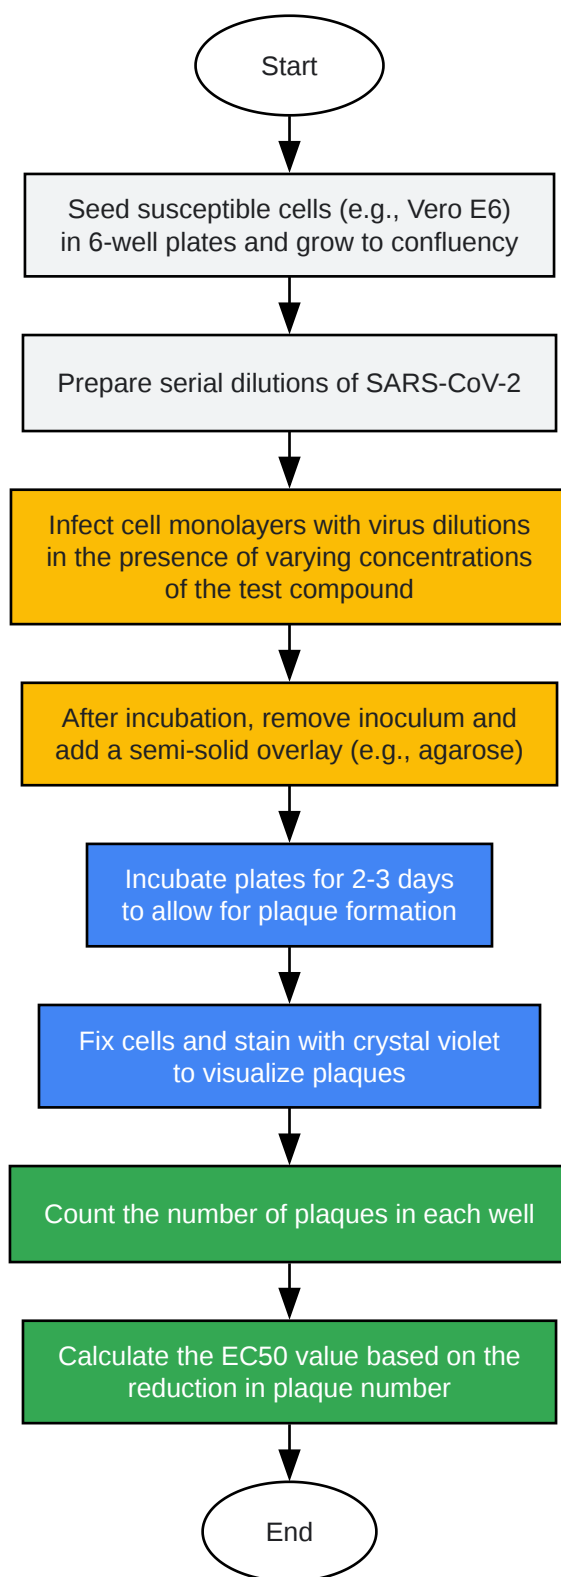 Start
Seed susceptible cells (e.g., Vero E6)
in 6-well plates and grow to confluency
Prepare serial dilutions of SARS-CoV-2
Infect cell monolayers with virus dilutions
in the presence of varying concentrations
of the test compound
After incubation, remove inoculum and
add a semi-solid overlay (e.g., agarose)
Incubate plates for 2-3 days
to allow for plaque formation
Fix cells and stain with crystal violet
to visualize plaques
Count the number of plaques in each well
Calculate the EC50 value based on the
reduction in plaque number
End